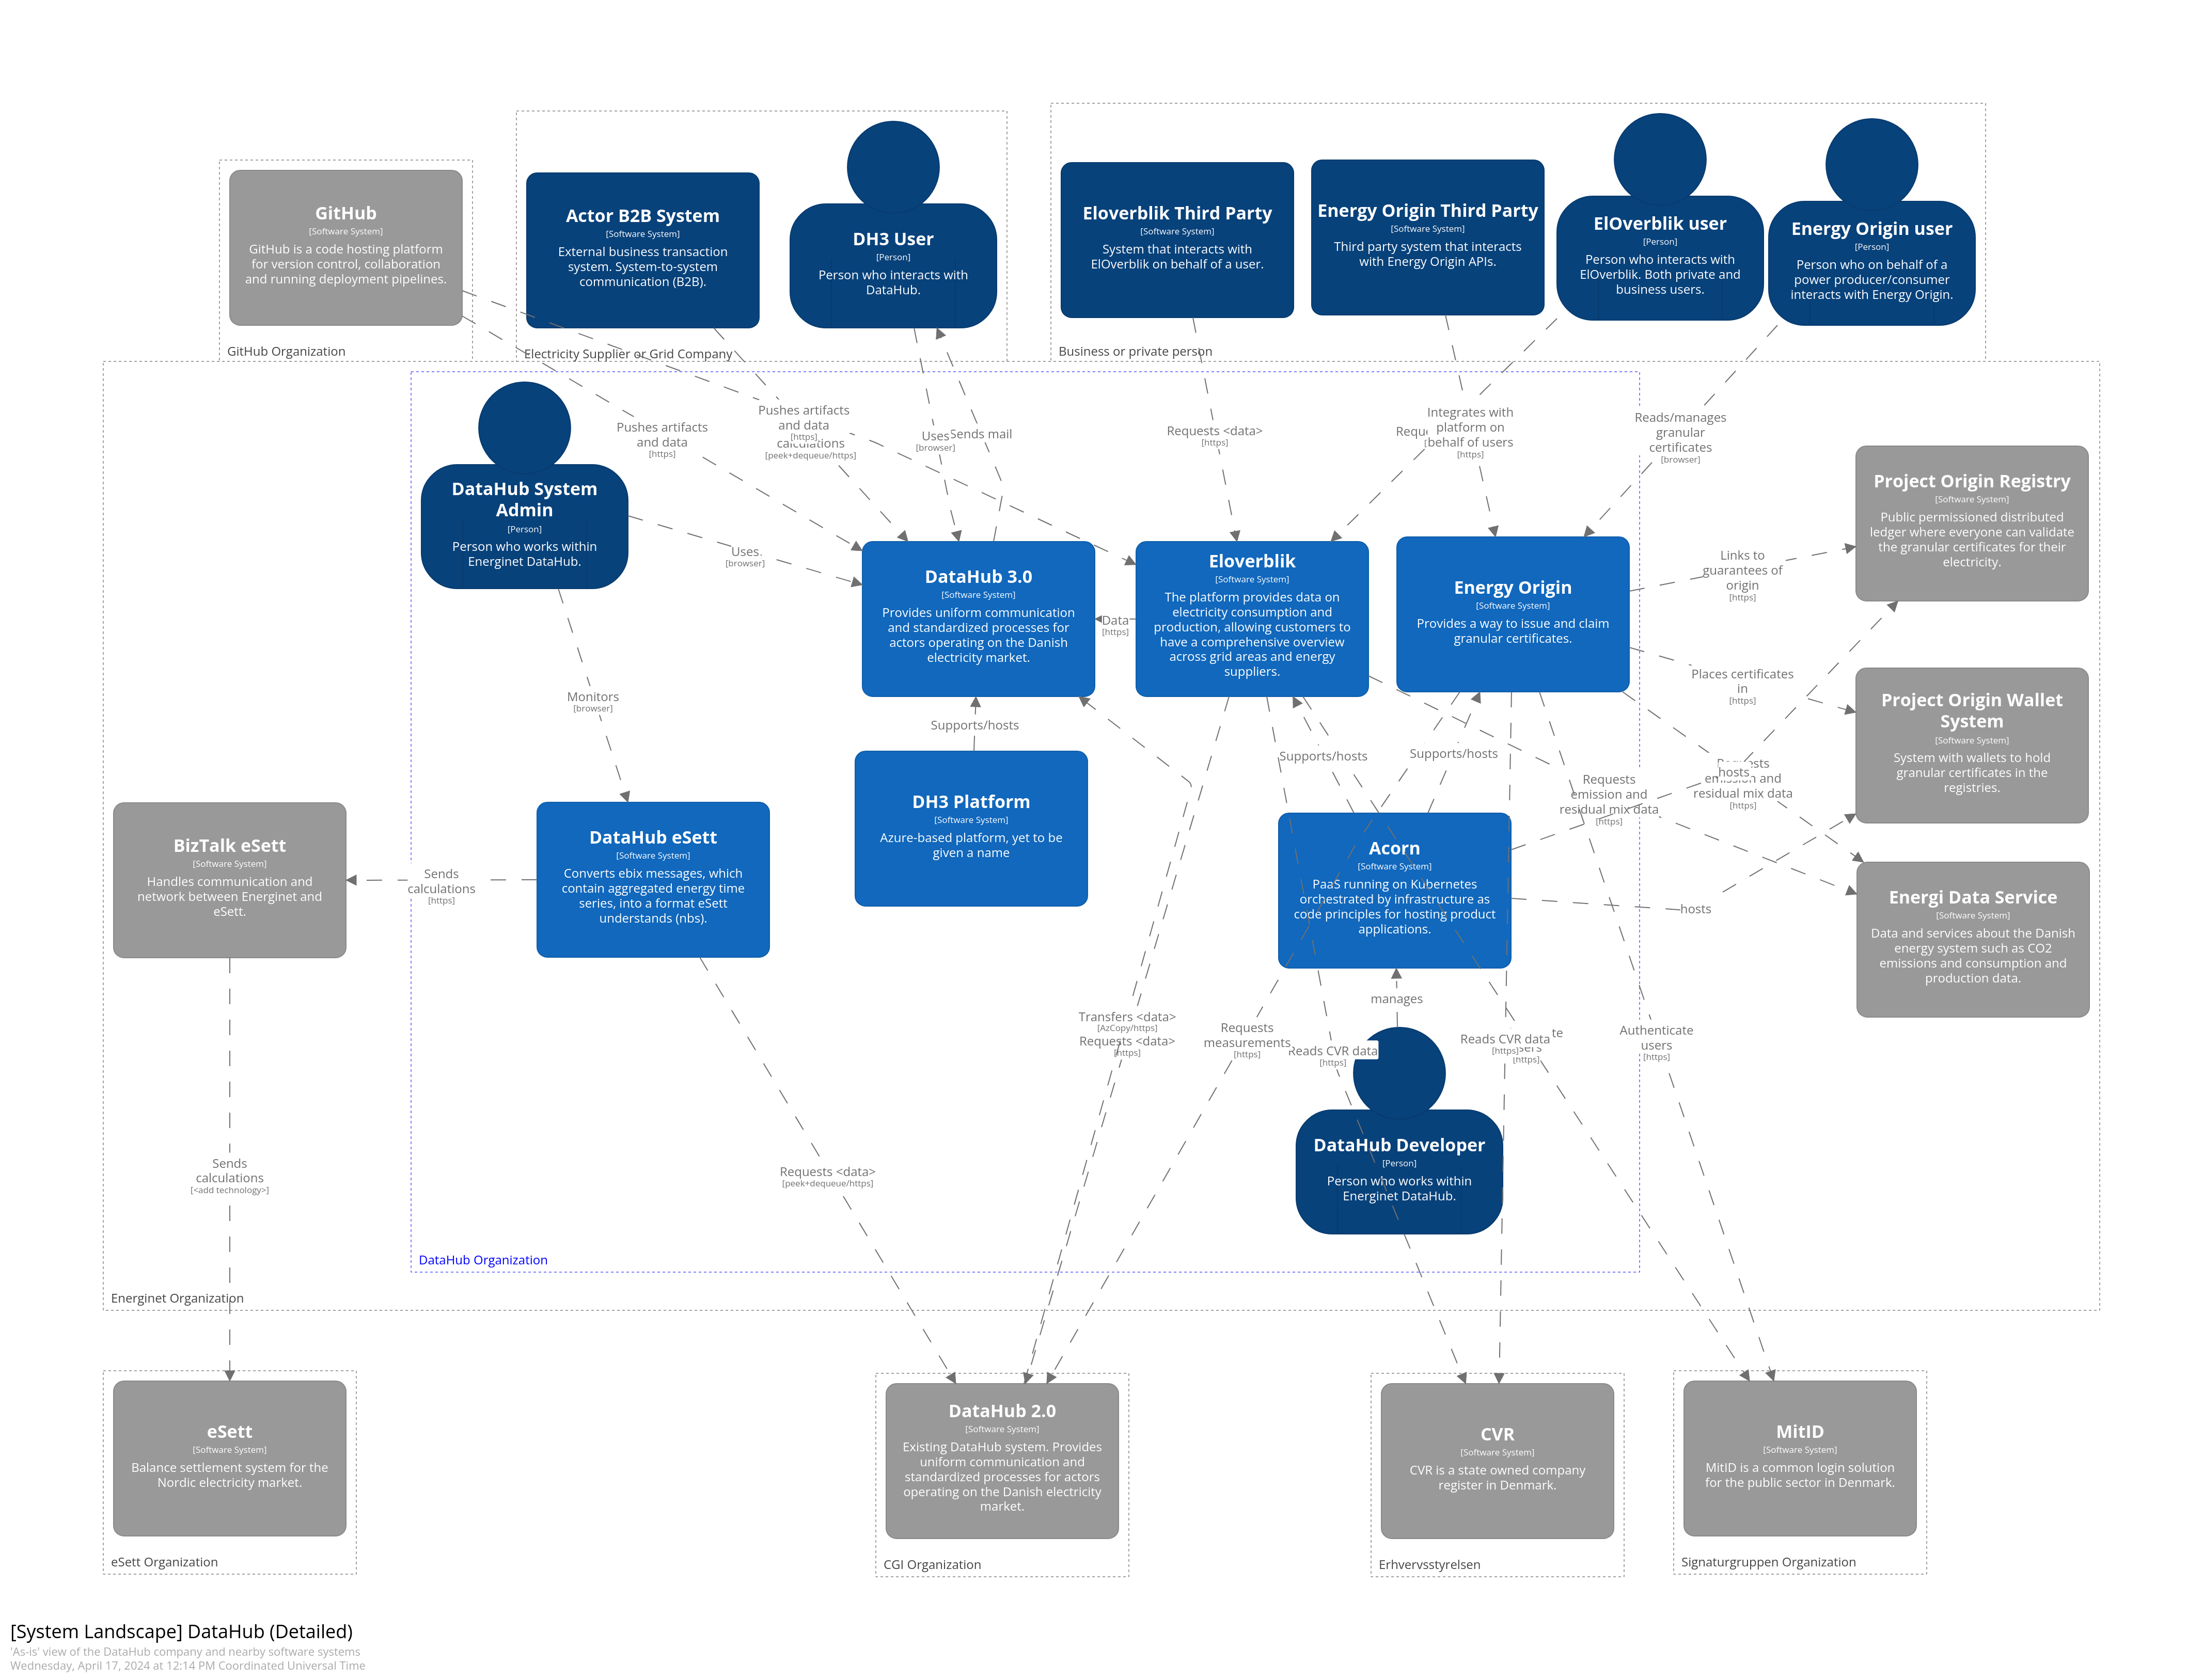 GitHub
[Software System]
GitHub is a code hosting platform
for version control, collaboration
and running deployment pipelines.
GitHub Organization
Actor B2B System
[Software System]
External business transaction
system. System-to-system
communication (B2B).
DH3 User
[Person]
Person who interacts with
DataHub.
Electricity Supplier or Grid Company
Eloverblik Third Party
[Software System]
System that interacts with
ElOverblik on behalf of a user.
Energy Origin Third Party
[Software System]
Third party system that interacts
with Energy Origin APIs.
ElOverblik user
[Person]
Person who interacts with
ElOverblik. Both private and
business users.
Energy Origin user
[Person]
Person who on behalf of a
power producer/consumer
interacts with Energy Origin.
Business or private person
Pushes artifacts
and data
[https]
Pushes artifacts
and data
[https]
calculations
[peek+dequeue/https]
Uses
[browser]
Sends mail
Requests <data>
[https]
Integrates with
platform on
behalf of users
[https]
Reads/manages
granular
certificates
[browser]
DataHub System
Admin
[Person]
Person who works within
Energinet DataHub.
Uses.
[browser]
DataHub 3.0
[Software System]
Provides uniform communication
and standardized processes for
actors operating on the Danish
electricity market.
Data
[https]
Eloverblik
[Software System]
The platform provides data on
electricity consumption and
production, allowing customers to
have a comprehensive overview
across grid areas and energy
suppliers.
Energy Origin
[Software System]
Provides a way to issue and claim
granular certificates.
Links to
guarantees of
origin
[https]
Project Origin Registry
[Software System]
Public permissioned distributed
ledger where everyone can validate
the granular certificates for their
electricity.
Places certificates
in
[https]
Project Origin Wallet
System
[Software System]
System with wallets to hold
granular certificates in the
registries.
Monitors
[browser]
Supports/hosts
Supports/hosts
Supports/hosts
Requests
emission and
residual mix data
[https]
hosts
emission and
residual mix data
[https]
DH3 Platform
[Software System]
Azure-based platform, yet to be
given a name
BizTalk eSett
[Software System]
Handles communication and
network between Energinet and
eSett.
Sends
calculations
[https]
DataHub eSett
[Software System]
Converts ebix messages, which
contain aggregated energy time
series, into a format eSett
understands (nbs).
Acorn
[Software System]
PaaS running on Kubernetes
orchestrated by infrastructure as
code principles for hosting product
applications.
hosts
Energi Data Service
[Software System]
Data and services about the Danish
energy system such as CO2
emissions and consumption and
production data.
manages
Transfers <data>
[AzCopy/https]
Requests <data>
[https]
Requests
measurements
[https]
Reads CVR data
[https]
Reads CVR data
[https]
[https]
Authenticate
users
[https]
DataHub Developer
[Person]
Person who works within
Energinet DataHub.
Sends
calculations
[<add technology>]
Requests <data>
[peek+dequeue/https]
DataHub Organization
Energinet Organization
eSett
[Software System]
Balance settlement system for the
Nordic electricity market.
eSett Organization
DataHub 2.0
[Software System]
Existing DataHub system. Provides
uniform communication and
standardized processes for actors
operating on the Danish electricity
market.
CGI Organization
CVR
[Software System]
CVR is a state owned company
register in Denmark.
Erhvervsstyrelsen
MitID
[Software System]
MitID is a common login solution
for the public sector in Denmark.
Signaturgruppen Organization
[System Landscape] DataHub (Detailed)
'As-is' view of the DataHub company and nearby software systems
Wednesday, April 17, 2024 at 12:14 PM Coordinated Universal Time